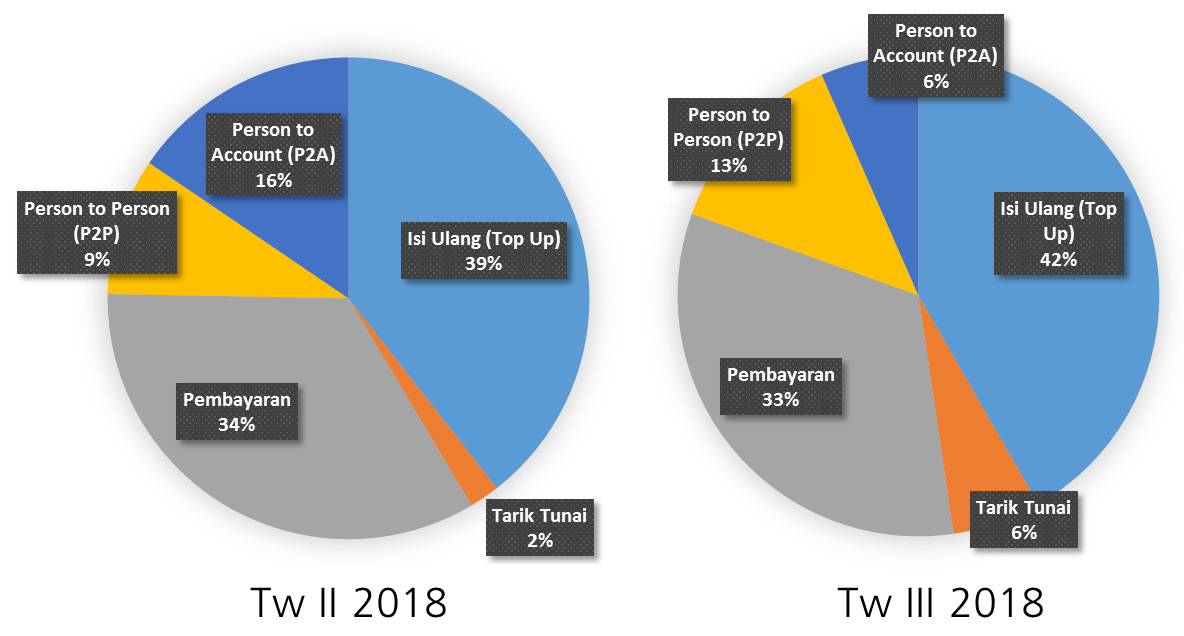 Person to
Account (P2A)
16%
Person to Person
(P2P)
9%
Isi Ulang (Top Up)
39%
Pembayaran
34%
Tarik Tunai
2%
Tw II 2018
Person to
Account (P2A)
6%
Person to
Person (P2P)
13%
Isi Ulang (Top
Up)
42%
Pembayaran
33%
Tarik Tunai
6%
Tw III 2018